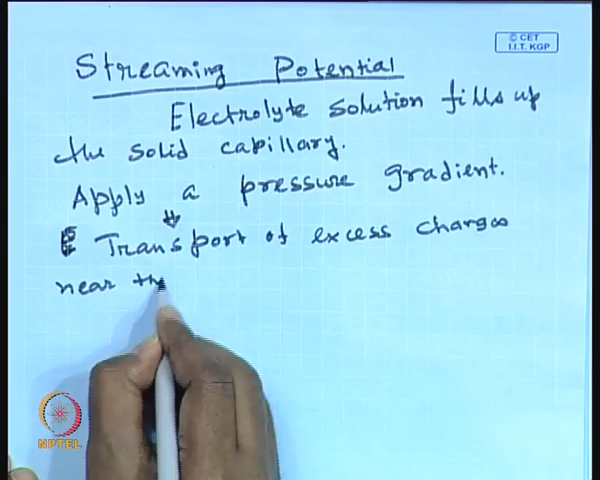 © CET
I.I.T. KGP
Streaming Potential
Electrolyte solution fills up
the solid capillary.
Apply a pressure gradient.
⇓
Transport of excess charges
near th
NPTEL